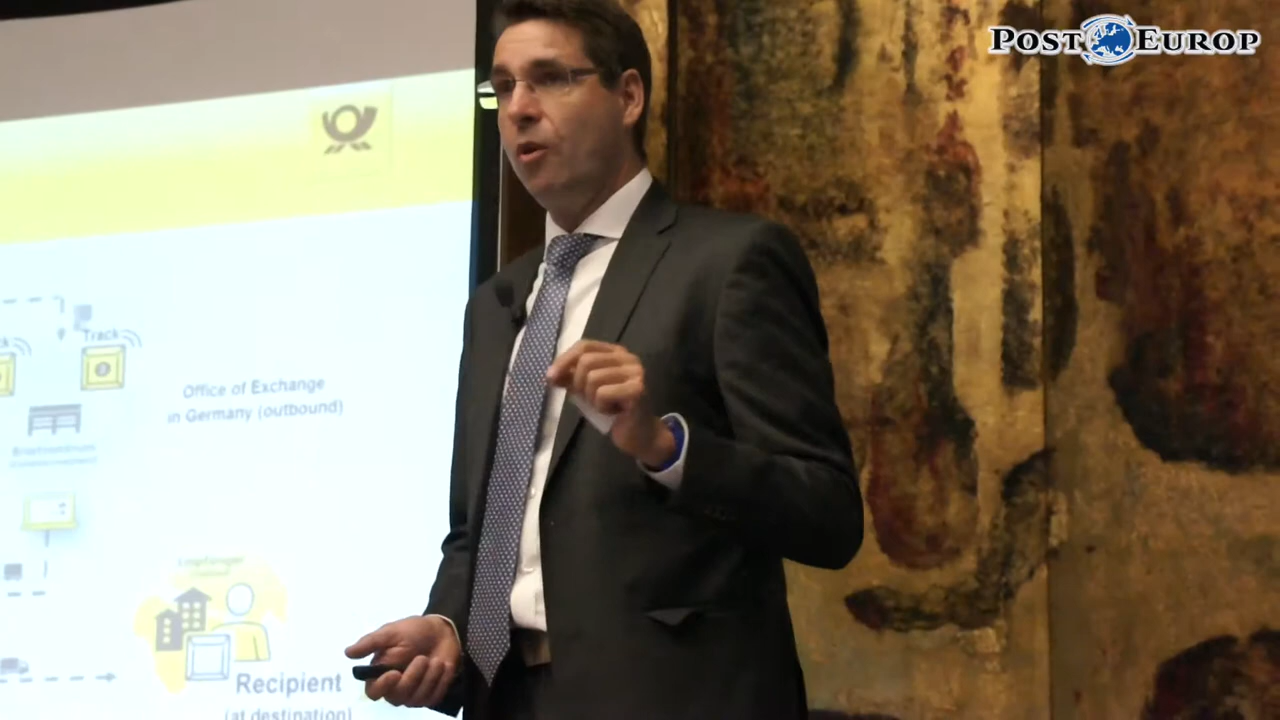 POST EUROP
Track
Office of Exchange
in Germany (outbound)
Recipient
(at destination)